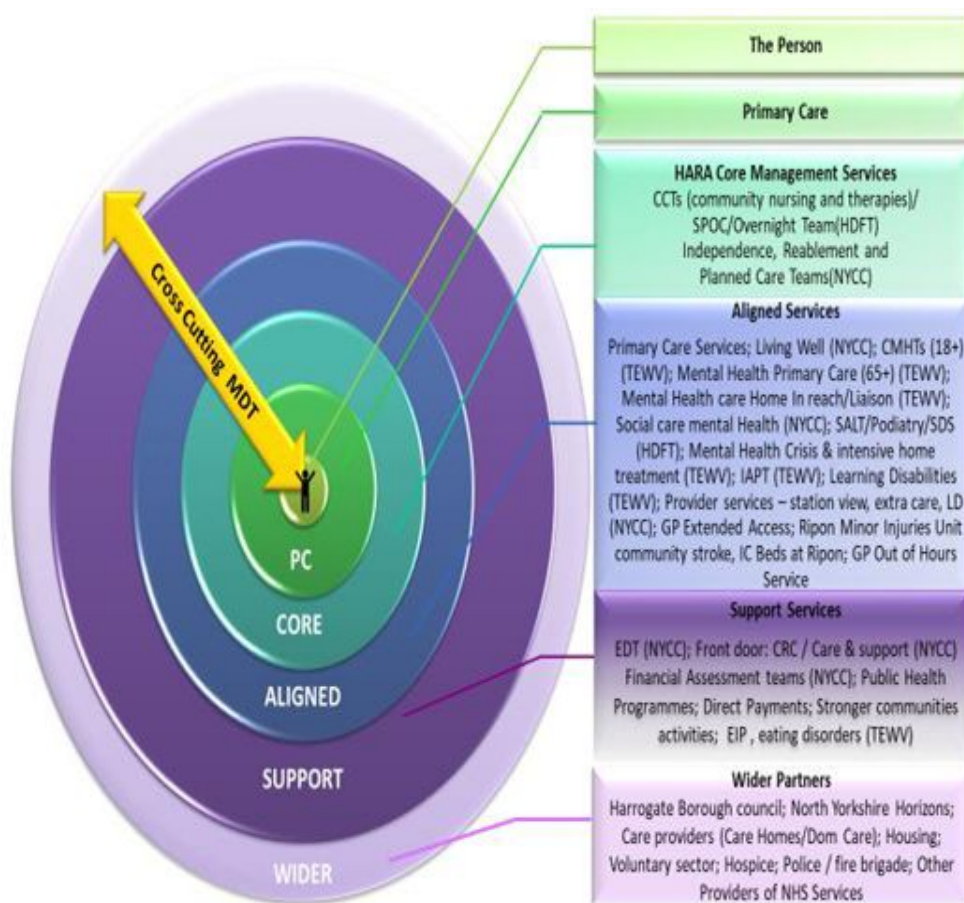 The Person
Primary Care
HARA Core Management Services
CCTs (community nursing and therapies)/
SPOC/Overnight Team(HDFT)
Independence, Reablement and
Planned Care Teams(NYCC)
Aligned Services
Primary Care Services; Living Well (NYCC); CMHTs (18+)
(TEWV); Mental Health Primary Care (65+) (TEWV);
Mental Health care Home In reach/Liaison (TEWV);
Social care mental Health (NYCC); SALT/Podiatry/SDS
(HDFT); Mental Health Crisis & intensive home
treatment (TEWV); IAPT (TEWV); Learning Disabilities
(TEWV); Provider services – station view, extra care, LD
(NYCC); GP Extended Access; Ripon Minor Injuries Unit
community stroke, IC Beds at Ripon; GP Out of Hours
Service
Support Services
EDT (NYCC); Front door: CRC / Care & support (NYCC)
Financial Assessment teams (NYCC); Public Health
Programmes; Direct Payments; Stronger communities
activities; EIP , eating disorders (TEWV)
Wider Partners
Harrogate Borough council; North Yorkshire Horizons;
Care providers (Care Homes/Dom Care); Housing;
Voluntary sector; Hospice; Police / fire brigade; Other
Providers of NHS Services
Cross Cutting MDT
PC
CORE
ALIGNED
SUPPORT
WIDER